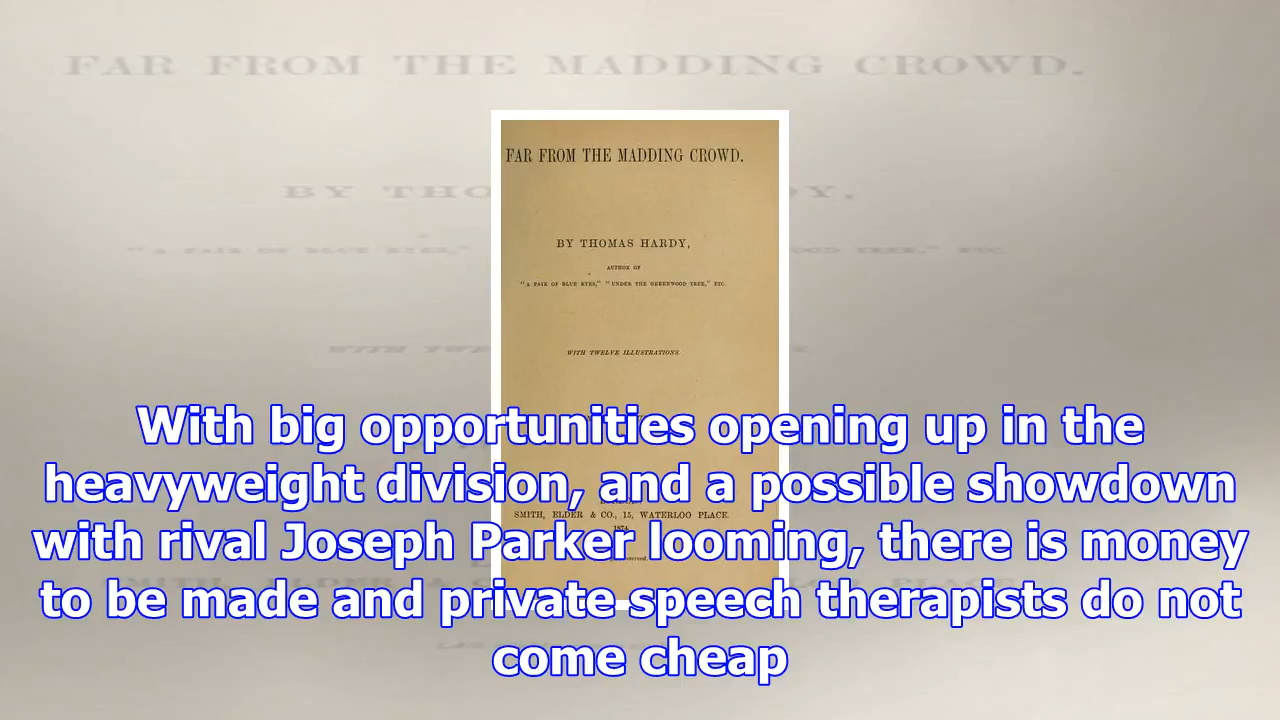 FAR FROM THE MADDING CROWD.
FAR FROM THE MADDING CROWD.
BY THOMAS HARDY,
AUTHOR OF
"A PAIR OF BLUE EYES," "UNDER THE GREENWOOD TREE," ETC.
WITH TWELVE ILLUSTRATIONS.
With big opportunities opening up in the
heavyweight division, and a possible showdown
SMITH, ELDER & CO., 15, WATERLOO PLACE.
1874
with rival Joseph Parker looming, there is money
to be made and private speech therapists do not
come cheap